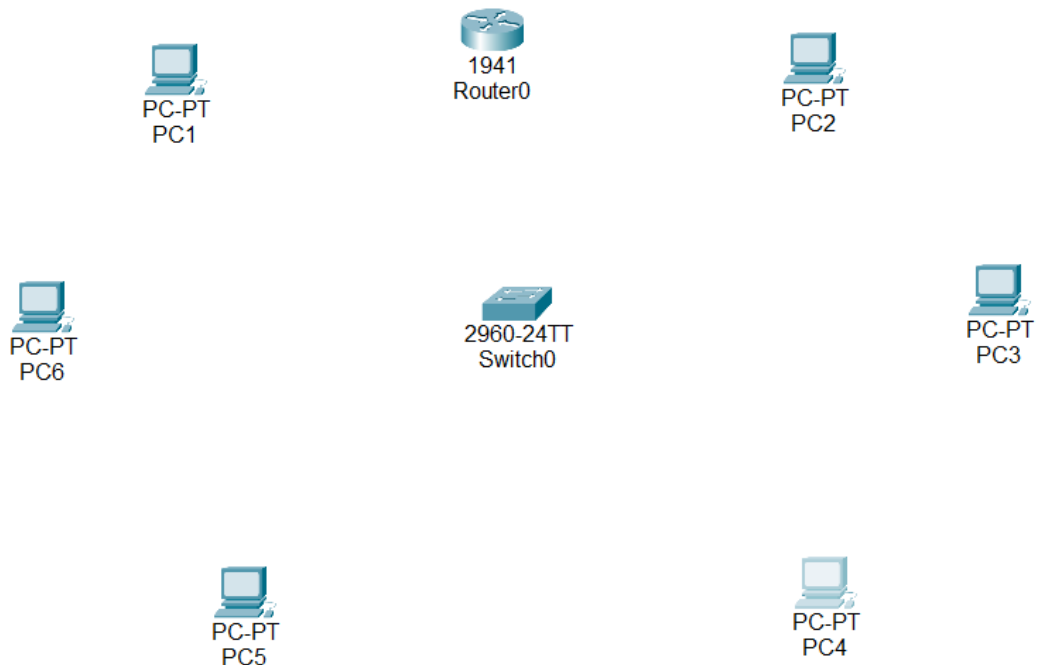 1941
Router0
PC-PT
PC1
PC-PT
PC2
PC-PT
PC6
2960-24TT
Switch0
PC-PT
PC3
PC-PT
PC5
PC-PT
PC4